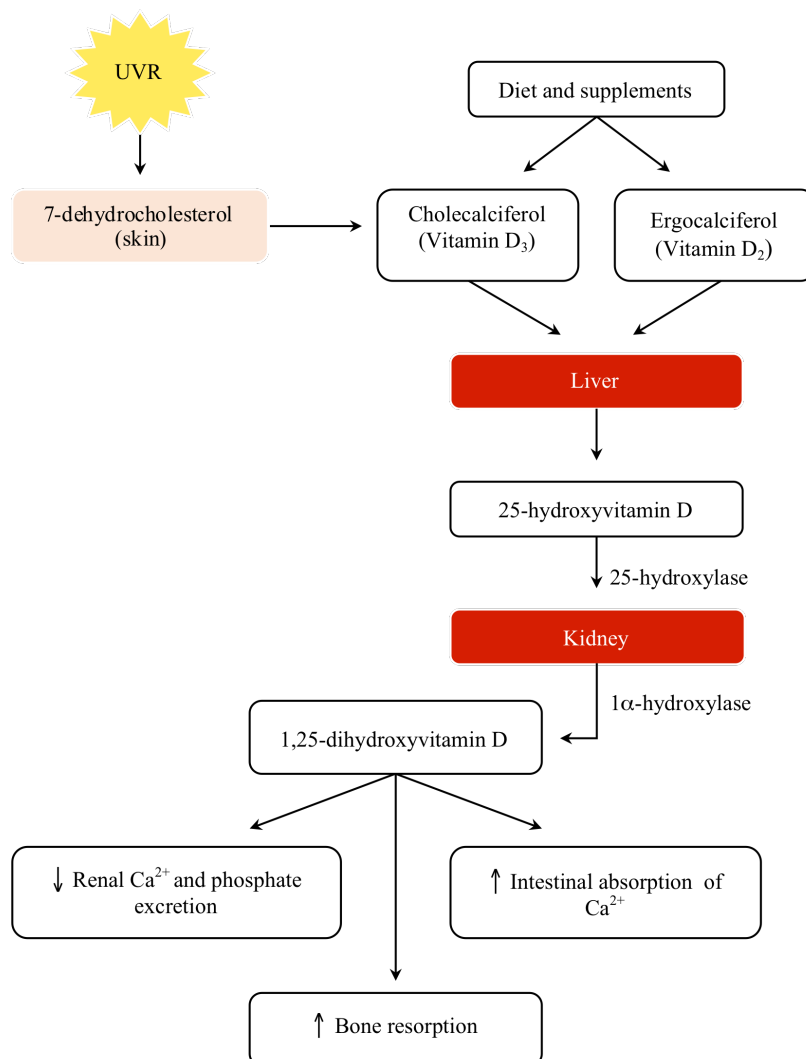 UVR
Diet and supplements
7-dehydrocholesterol
(skin)
Cholecalciferol
(Vitamin D₃)
Ergocalciferol
(Vitamin D₂)
Liver
25-hydroxyvitamin D
25-hydroxylase
Kidney
1α-hydroxylase
1,25-dihydroxyvitamin D
↓ Renal Ca²⁺ and phosphate
excretion
↑ Intestinal absorption of
Ca²⁺
↑ Bone resorption